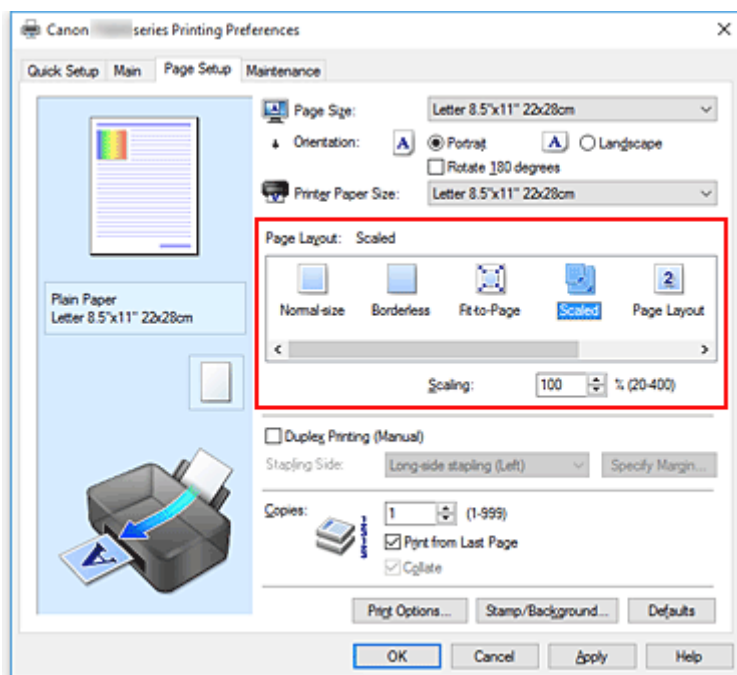 Canon series Printing Preferences
Quick Setup Main Page Setup Maintenance
Page Size: Letter 8.5"x11" 22x28cm
Orientation: A Portrait A Landscape
Rotate 180 degrees
Printer Paper Size: Letter 8.5"x11" 22x28cm
Page Layout: Scaled
2
Normal-size Borderless Fit-to-Page Scaled Page Layout
Scaling: 100 % (20-400)
Plain Paper
Letter 8.5"x11" 22x28cm
Duplex Printing (Manual)
Stapling Side: Long-side stapling (Left) Specify Margin...
Copies: 1 (1-999)
Print from Last Page
Collate
A
Print Options... Stamp/Background... Defaults
OK Cancel Apply Help